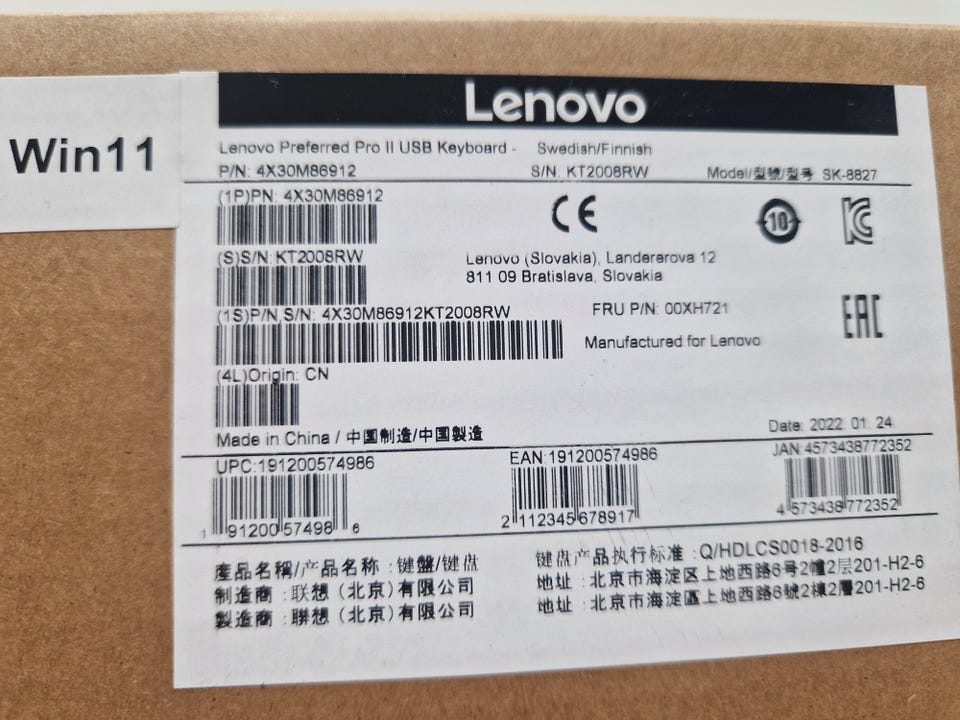 Win11
Lenovo
Lenovo Preferred Pro II USB Keyboard - Swedish/Finnish
P/N: 4X30M86912 S/N: KT2008RW Model/型號/型号 SK-8827
(1P)PN: 4X30M86912
CE
10
KC
EAC
(S)S/N: KT2008RW
Lenovo (Slovakia), Landererova 12
811 09 Bratislava, Slovakia
(1S)P/N,S/N: 4X30M86912KT2008RW
FRU P/N: 00XH721
Manufactured for Lenovo
(4L)Origin: CN
Made in China / 中国制造/中國製造
Date: 2022. 01. 24
UPC:191200574986
EAN:191200574986
JAN:4573438772352
1 91200 57498 6
2 112345 678917
4 573438 772352
產品名稱/产品名称 :键盤/键盘
制造商 :联想（北京）有限公司
製造商 :聯想（北京）有限公司
键盘产品执行标准 :Q/HDLCS0018-2016
地址 : 北京市海淀区上地西路6号2幢2层201-H2-6
地址 : 北京市海淀區上地西路6號2棟2層201-H2-6